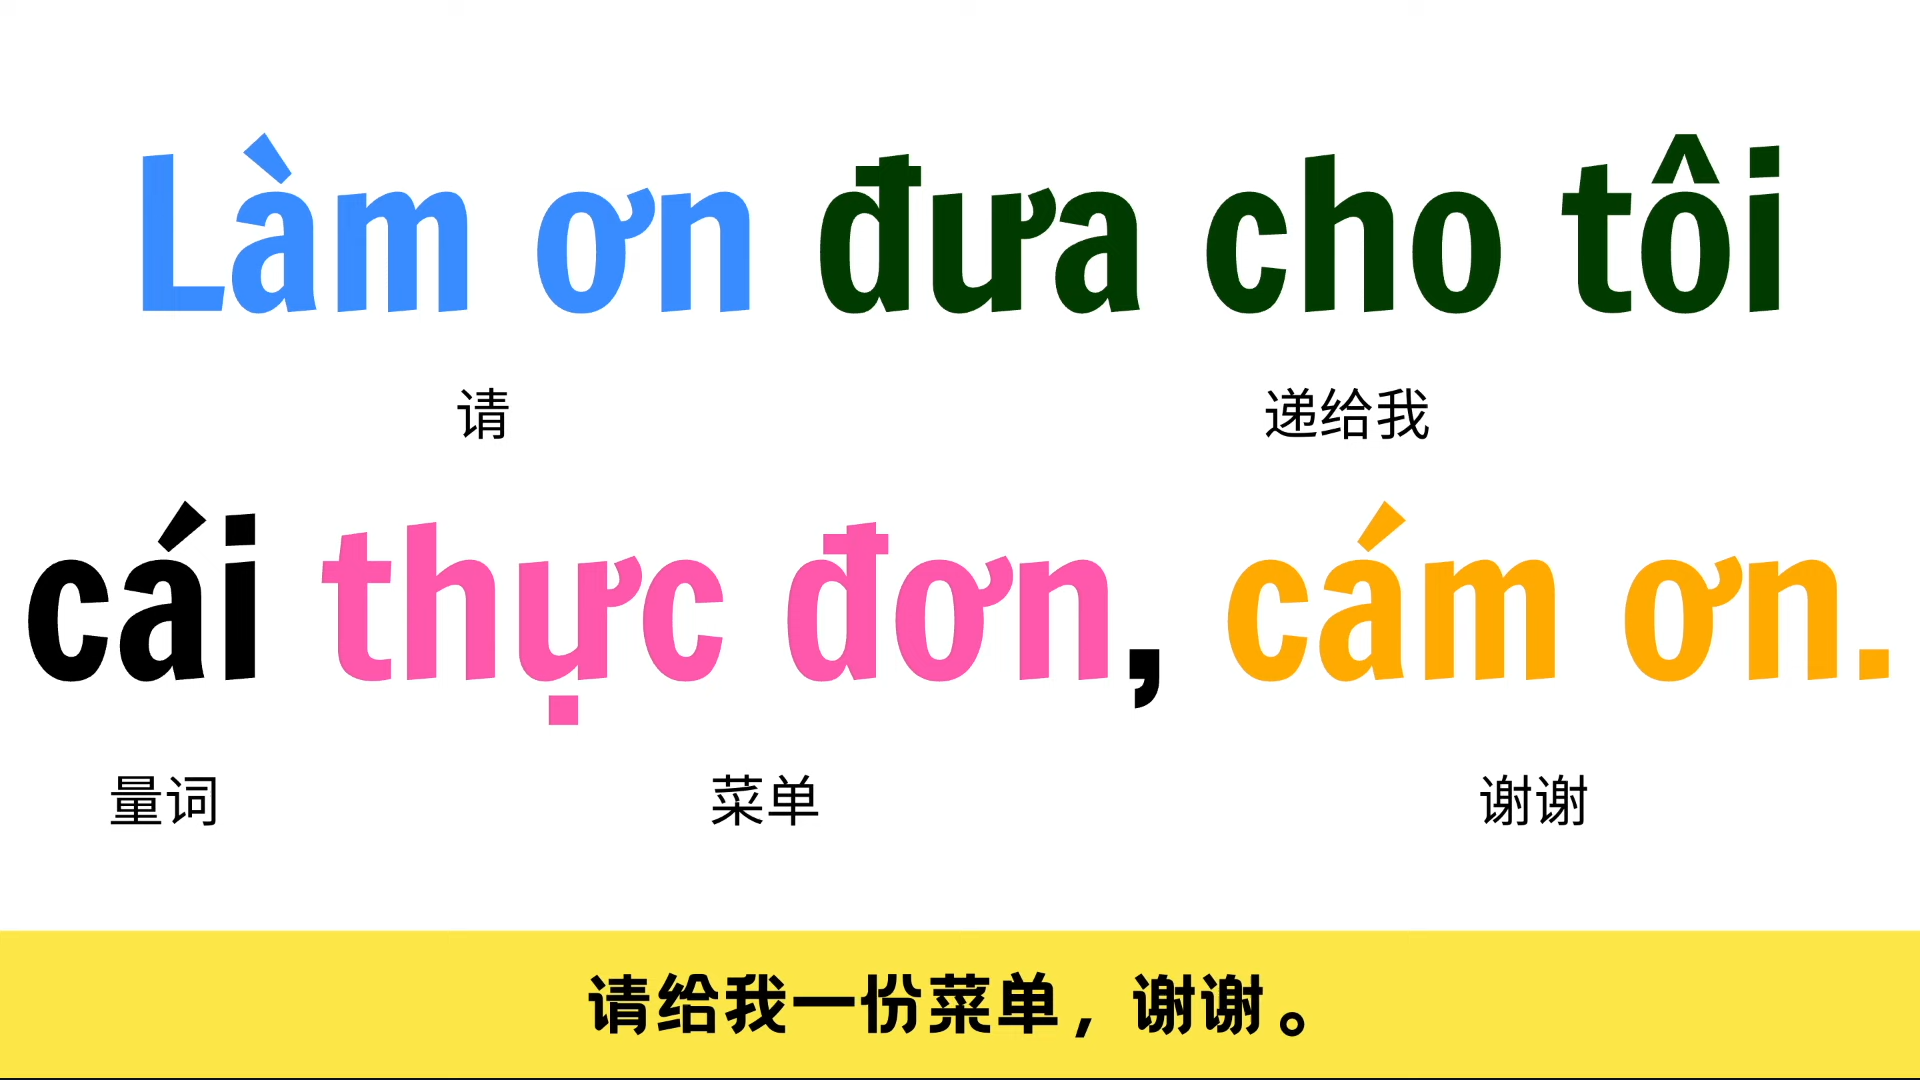 Làm ơn đưa cho tôi
请 递给我
cái thực đơn, cám ơn.
量词 菜单 谢谢
请给我一份菜单，谢谢。